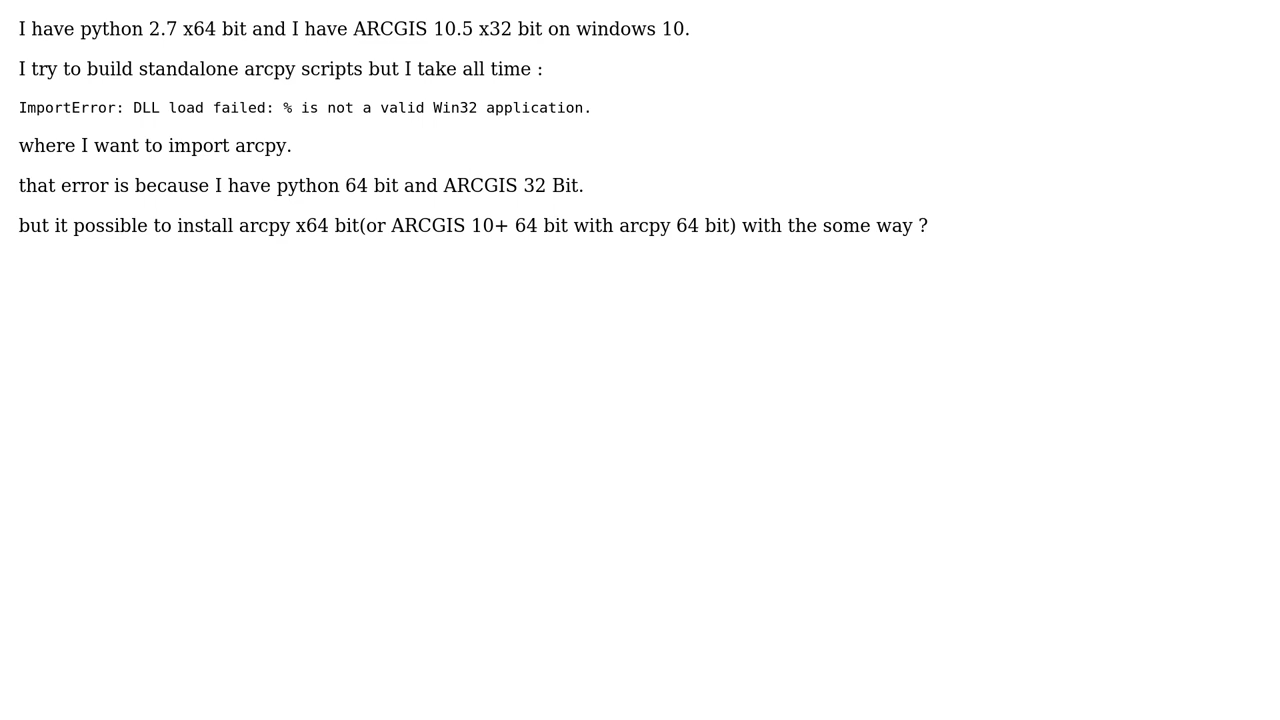 I have python 2.7 x64 bit and I have ARCGIS 10.5 x32 bit on windows 10.
I try to build standalone arcpy scripts but I take all time :
ImportError: DLL load failed: % is not a valid Win32 application.
where I want to import arcpy.
that error is because I have python 64 bit and ARCGIS 32 Bit.
but it possible to install arcpy x64 bit(or ARCGIS 10+ 64 bit with arcpy 64 bit) with the some way ?